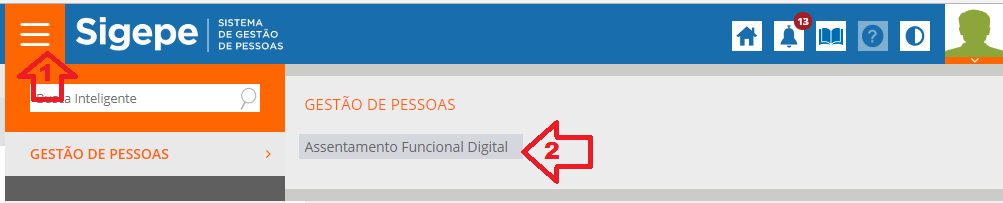 Sigepe
SISTEMA
DE GESTÃO
DE PESSOAS
13
?
1
Busca Inteligente
GESTÃO DE PESSOAS
GESTÃO DE PESSOAS >
Assentamento Funcional Digital
2